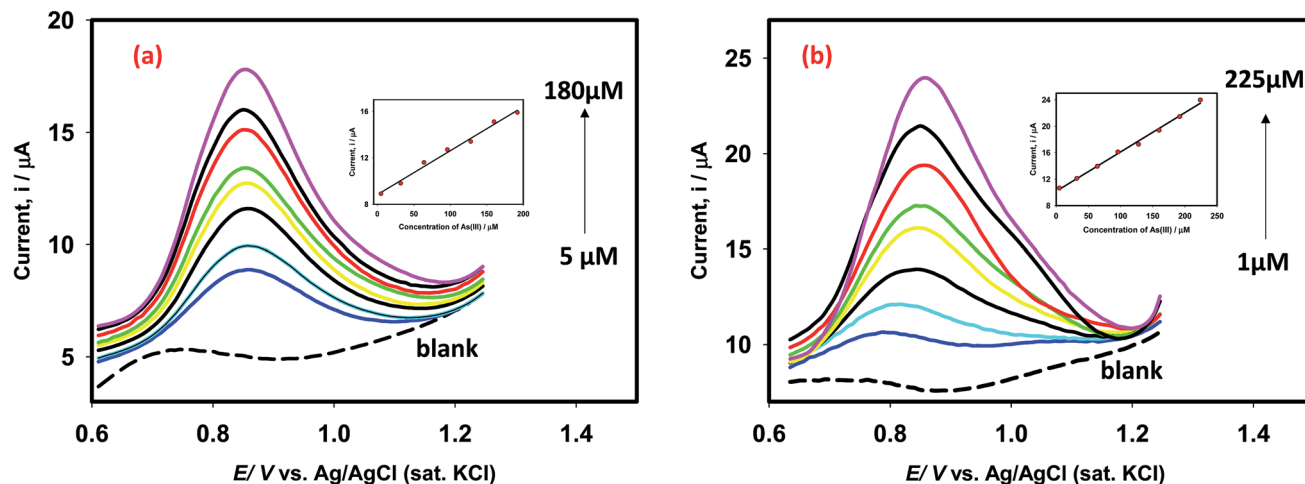 (a)
20
15
10
5
Current, i / µA
0.6 0.8 1.0 1.2 1.4
E/ V vs. Ag/AgCl (sat. KCl)
180µM
5 µM
blank
16
12
8
Current, i / µA
0 50 100 150 200
Concentration of As(III) / µM
(b)
25
20
15
10
Current, i / µA
0.6 0.8 1.0 1.2 1.4
E/ V vs. Ag/AgCl (sat. KCl)
225µM
1µM
blank
24
20
16
12
8
Current, i / µA
0 50 100 150 200 250
Concentration of As(III) / µM